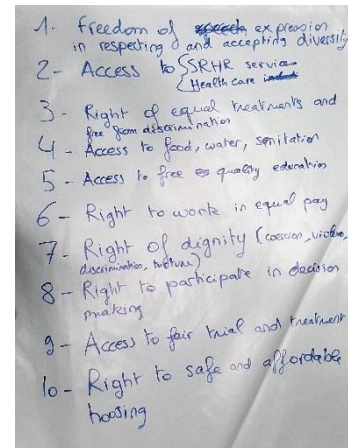 1. freedom of expression
in respecting and accepting diversity
2- Access to { SRHR services
Health care
3- Right of equal treatments and
free from discrimination
4- Access to food, water, sanitation
5- Access to free quality education
6- Right to work in equal pay
7- Right of dignity (coercion, violence,
discrimination, torture)
8- Right to participate in decision
making
9- Access to fair trial and treatment
10- Right to safe and affordable
housing